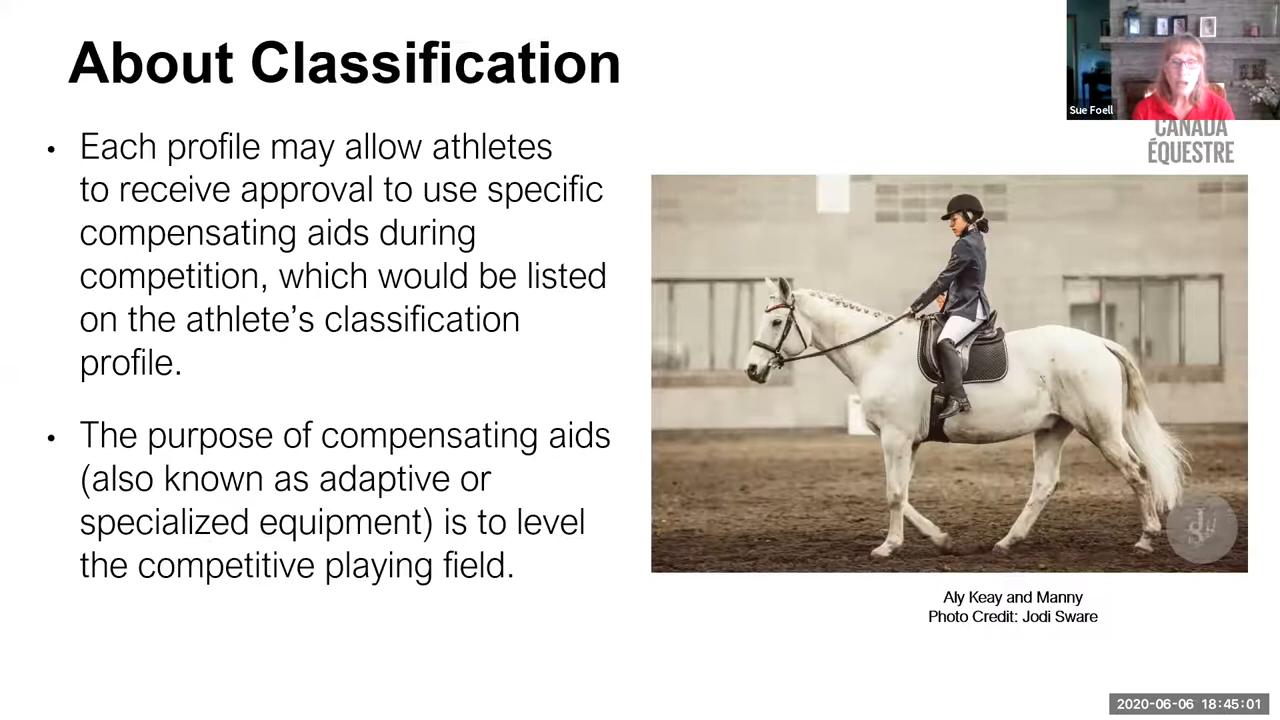 About Classification
• Each profile may allow athletes
to receive approval to use specific
compensating aids during
competition, which would be listed
on the athlete’s classification
profile.
• The purpose of compensating aids
(also known as adaptive or
specialized equipment) is to level
the competitive playing field.
Sue Foell
CANADA
ÉQUESTRE
Aly Keay and Manny
Photo Credit: Jodi Sware
2020-06-06 18:45:01